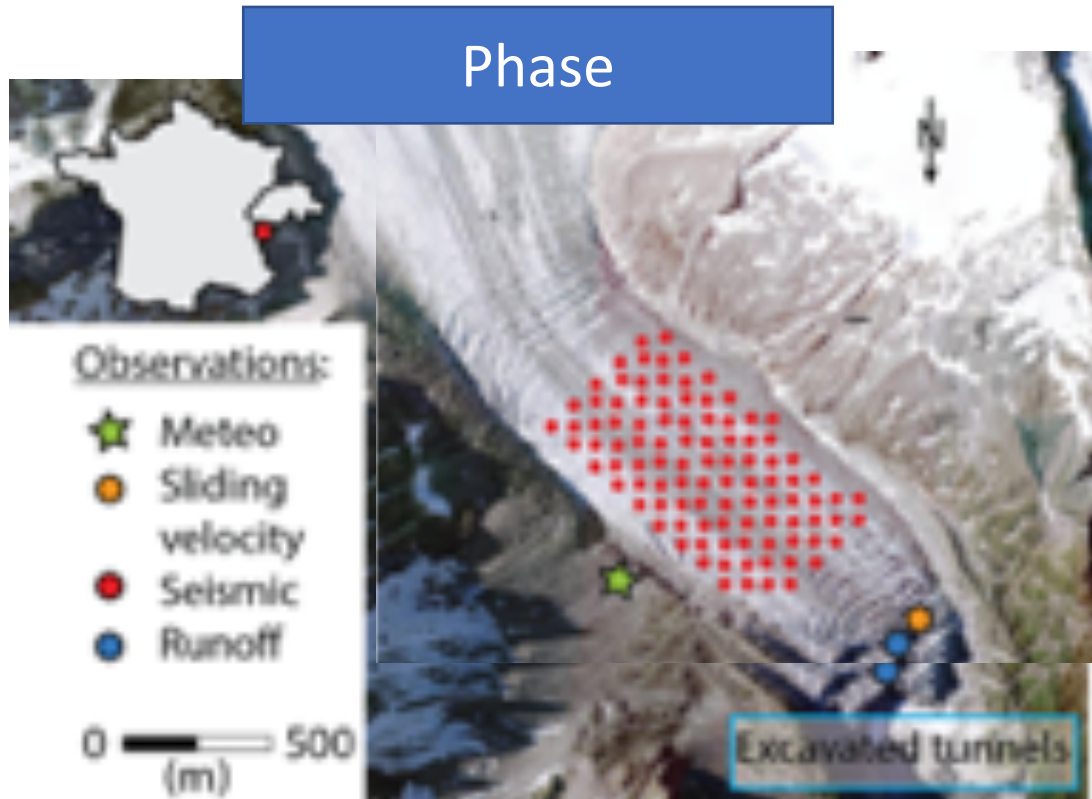 Phase
N
Observations:
Meteo
Sliding
velocity
Seismic
Runoff
0 500
(m)
Excavated tunnels